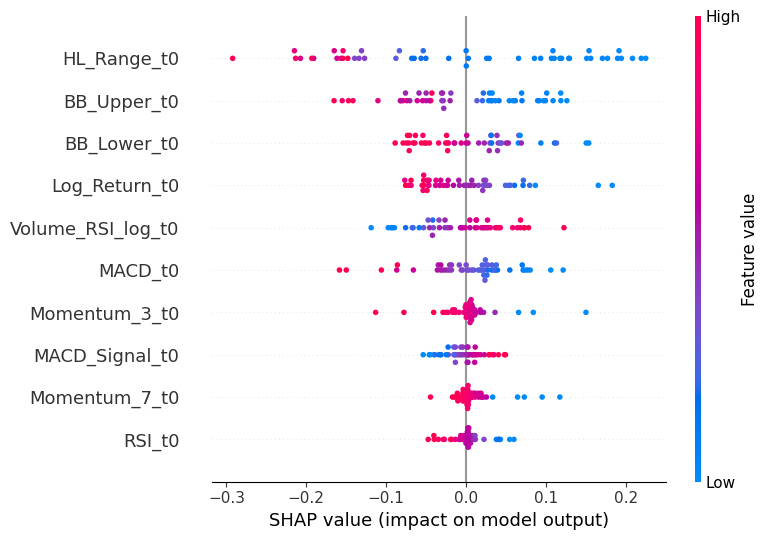 High
HL_Range_t0
BB_Upper_t0
BB_Lower_t0
Log_Return_t0
Volume_RSI_log_t0
MACD_t0
Momentum_3_t0
MACD_Signal_t0
Momentum_7_t0
RSI_t0
Feature value
Low
−0.3 −0.2 −0.1 0.0 0.1 0.2
SHAP value (impact on model output)